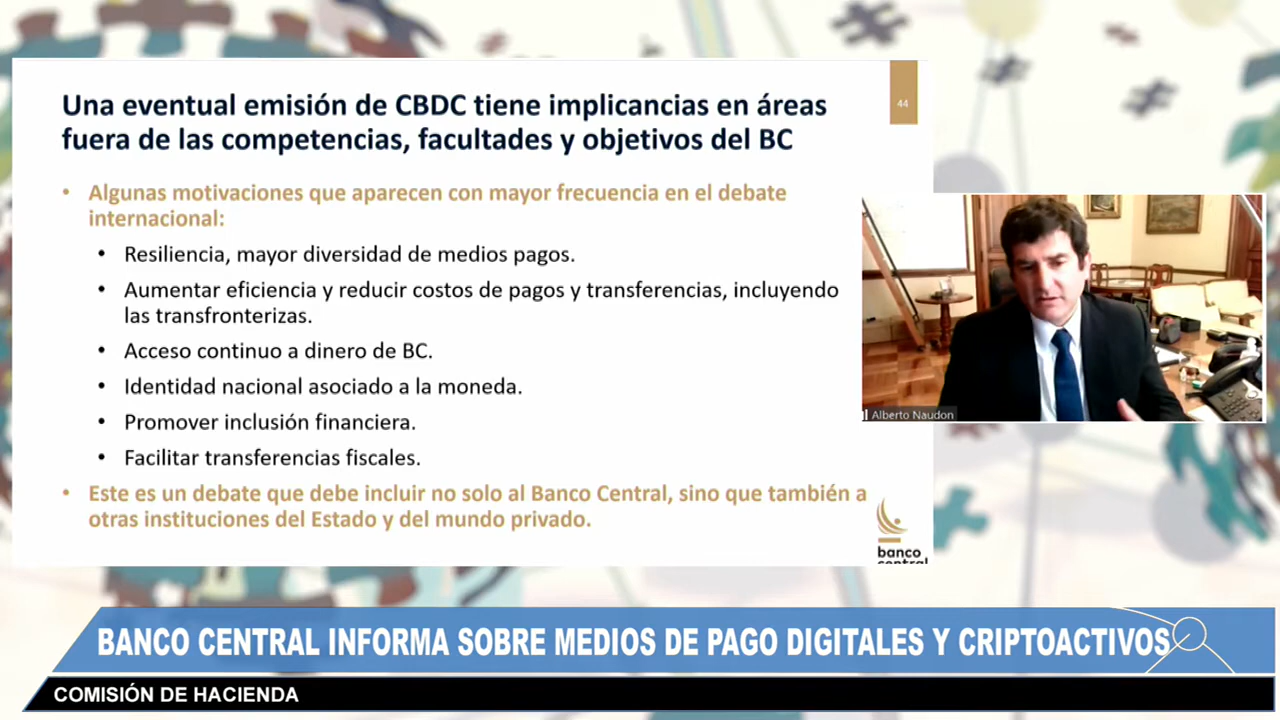 44
Una eventual emisión de CBDC tiene implicancias en áreas
fuera de las competencias, facultades y objetivos del BC
• Algunas motivaciones que aparecen con mayor frecuencia en el debate
internacional:
• Resiliencia, mayor diversidad de medios pagos.
• Aumentar eficiencia y reducir costos de pagos y transferencias, incluyendo
las transfronterizas.
• Acceso continuo a dinero de BC.
• Identidad nacional asociado a la moneda.
• Promover inclusión financiera.
• Facilitar transferencias fiscales.
• Este es un debate que debe incluir no solo al Banco Central, sino que también a
otras instituciones del Estado y del mundo privado.
banco
central
Alberto Naudon
BANCO CENTRAL INFORMA SOBRE MEDIOS DE PAGO DIGITALES Y CRIPTOACTIVOS
COMISIÓN DE HACIENDA